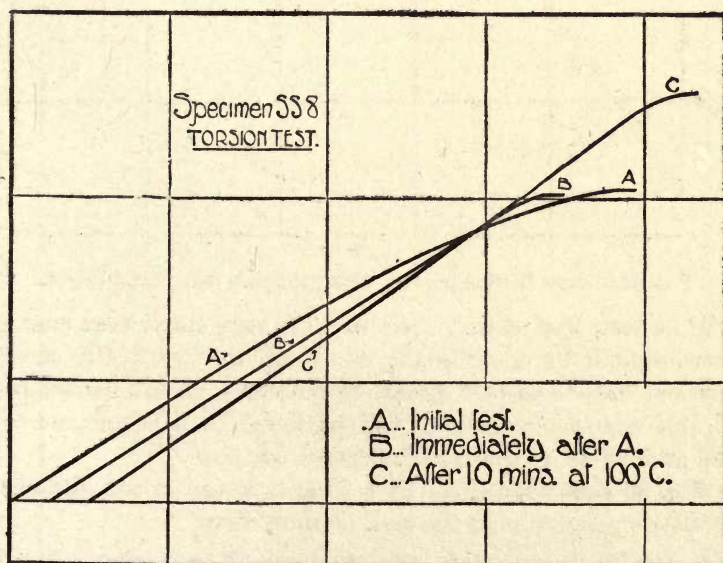 Specimen SS 8
TORSION TEST.
C
B
A
A
B
C
.A... Initial test.
B... Immediately after A.
C... After 10 mins. at 100°C.